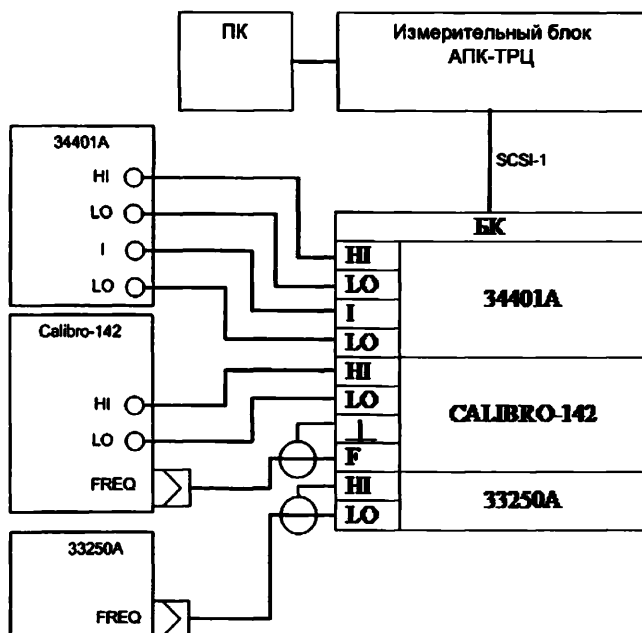 ПК
Измерительный блок
АПК-ТРЦ
SCSI-1
34401A
HI
LO
I
LO
Calibro-142
HI
LO
FREQ
33250A
FREQ
БК
HI
LO
I
LO
34401A
HI
LO
⊥
F
CALIBRO-142
HI
LO
33250A